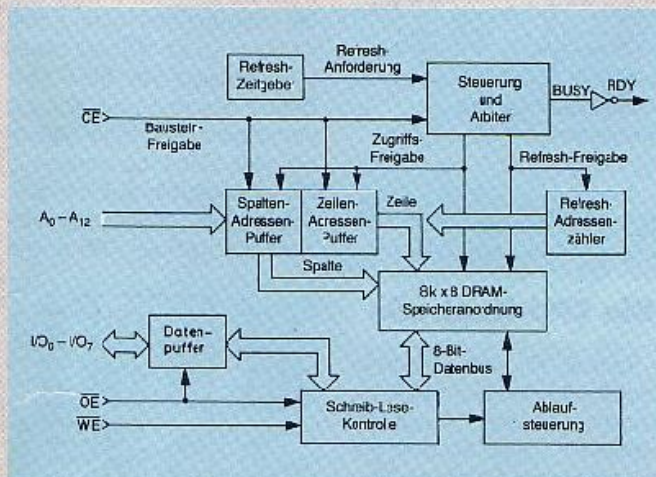 Refresh-
Zeitgeber
Refresh-
Anforderung
Steuerung
und
Arbiter
BUSY
RDY
CE
Baustein-
Freigabe
Zugriffs-
Freigabe
Refresh-Freigabe
A0–A12
Spalten-
Adressen-
Puffer
Zeilen-
Adressen-
Puffer
Zeile
Refresh-
Adressen-
zähler
Spalte
8k x 8 DRAM-
Speicheranordnung
I/O0–I/O7
Daten-
puffer
8-Bit-
Datenbus
OE
WE
Schreib-Lese-
Kontrolle
Ablauf-
steuerung